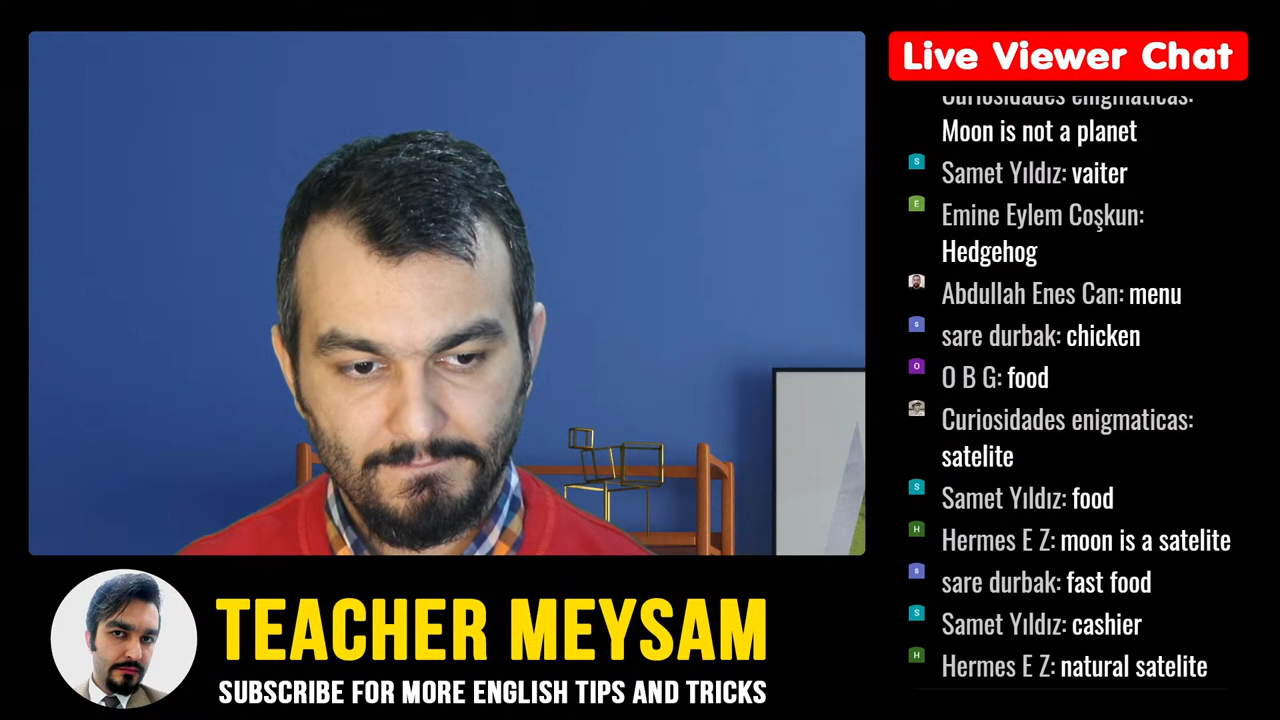 Live Viewer Chat
Curiosidades enigmaticas:
Moon is not a planet
S
Samet Yıldız: vaiter
E
Emine Eylem Coşkun:
Hedgehog
Abdullah Enes Can: menu
s
sare durbak: chicken
O
O B G: food
Curiosidades enigmaticas:
satelite
S
Samet Yıldız: food
H
Hermes E Z: moon is a satelite
s
sare durbak: fast food
S
Samet Yıldız: cashier
H
Hermes E Z: natural satelite
TEACHER MEYSAM
SUBSCRIBE FOR MORE ENGLISH TIPS AND TRICKS